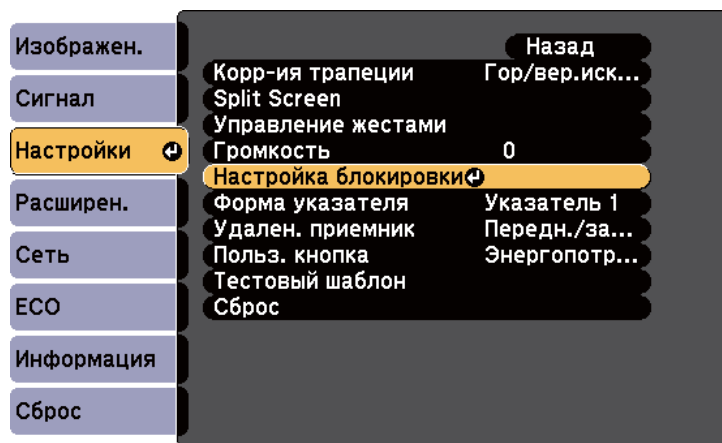 Изображен.
Сигнал
Настройки
Расширен.
Сеть
ECO
Информация
Сброс
Назад
Корр-ия трапеции Гор/вер.иск...
Split Screen
Управление жестами
Громкость 0
Настройка блокировки
Форма указателя Указатель 1
Удален. приемник Передн./за...
Польз. кнопка Энергопотр...
Тестовый шаблон
Сброс